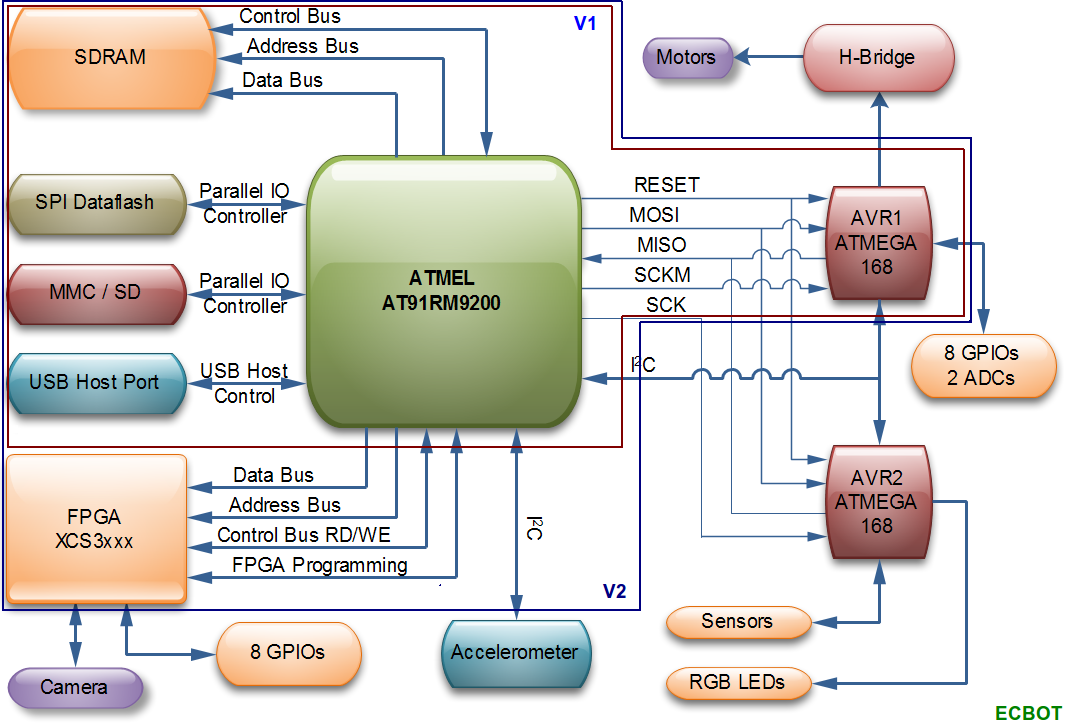 Control Bus
V1
SDRAM
Address Bus
Data Bus
Motors
H-Bridge
SPI Dataflash
Parallel IO
Controller
RESET
MOSI
MISO
SCKM
SCK
AVR1
ATMEGA
168
MMC / SD
Parallel IO
Controller
ATMEL
AT91RM9200
8 GPIOs
2 ADCs
USB Host Port
USB Host
Control
I²C
FPGA
XCS3xxx
Data Bus
Address Bus
Control Bus RD/WE
FPGA Programming
I²C
AVR2
ATMEGA
168
V2
Sensors
8 GPIOs
Accelerometer
Camera
RGB LEDs
ECBOT